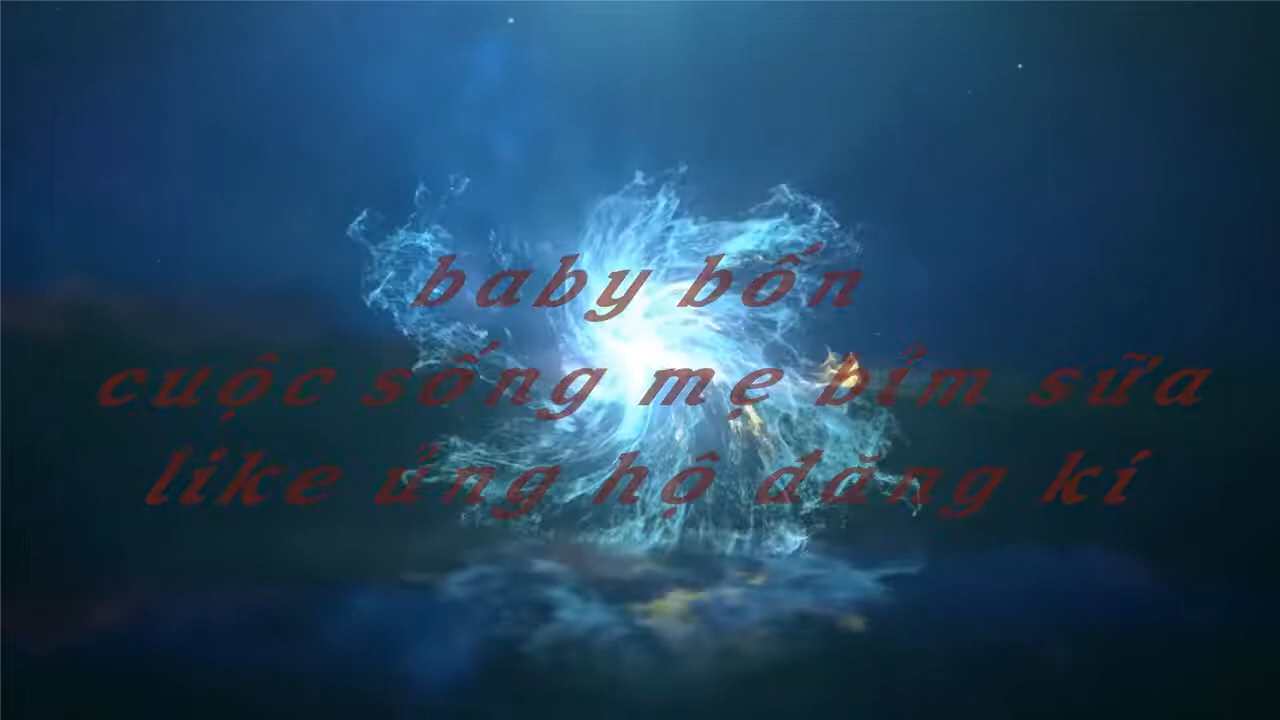 baby bốn
cuộc sống mẹ bỉm sữa
like ủng hộ đăng kí